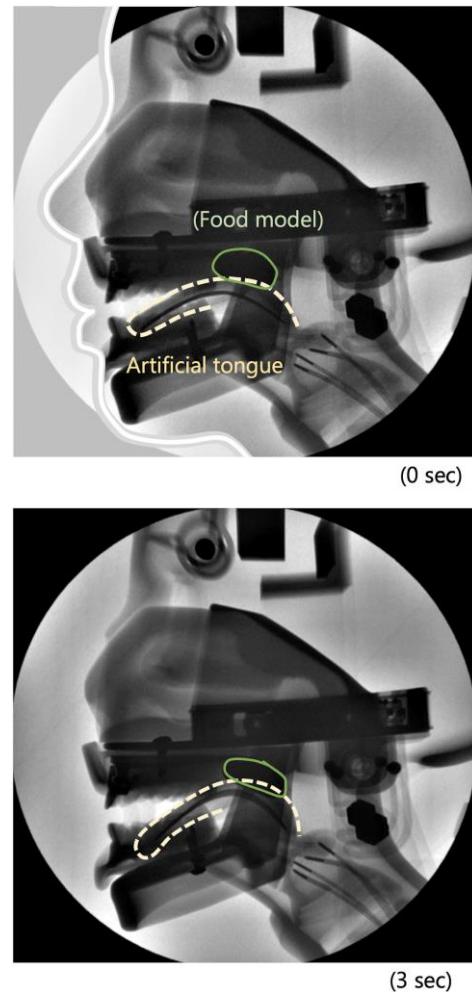 (Food model)
Artificial tongue
(0 sec)
(3 sec)